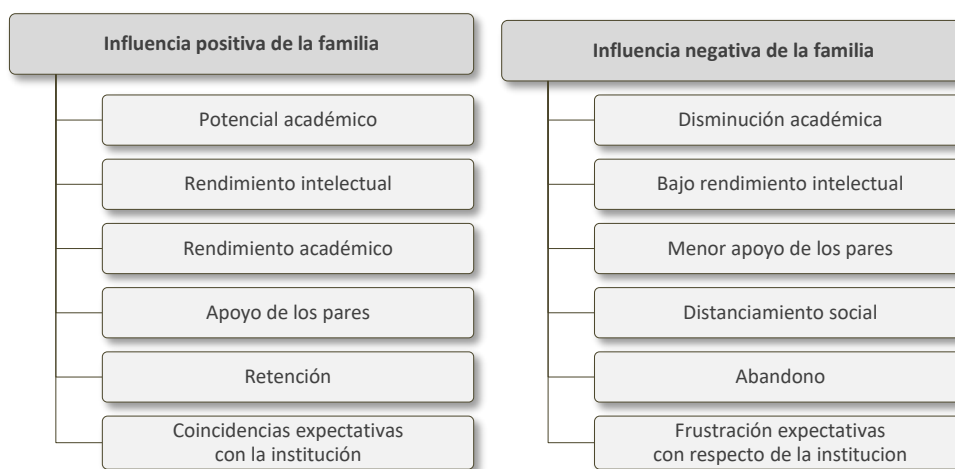 Influencia positiva de la familia
Potencial académico
Rendimiento intelectual
Rendimiento académico
Apoyo de los pares
Retención
Coincidencias expectativas
con la institución
Influencia negativa de la familia
Disminución académica
Bajo rendimiento intelectual
Menor apoyo de los pares
Distanciamiento social
Abandono
Frustración expectativas
con respecto de la institucion